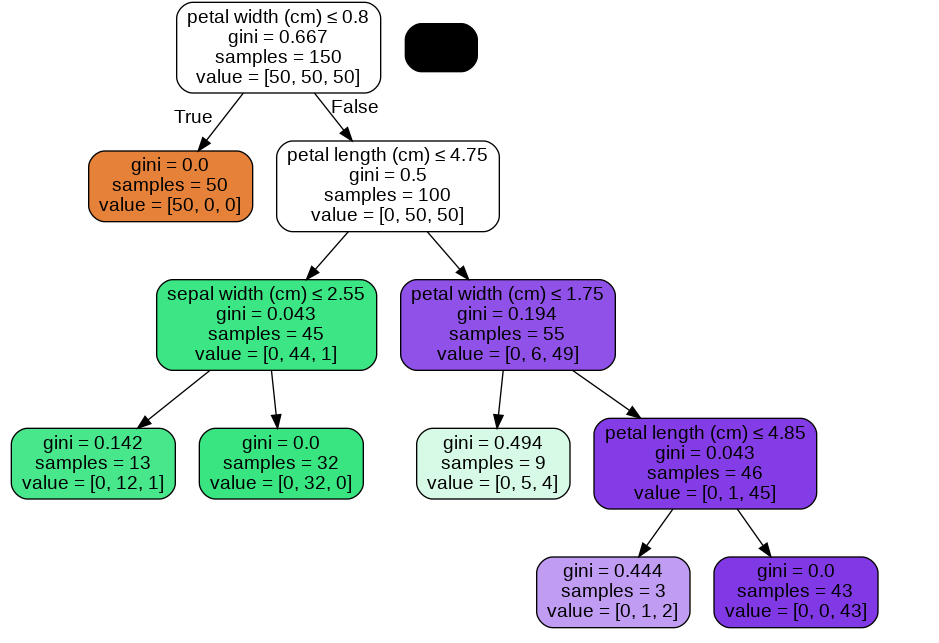 petal width (cm) ≤ 0.8
gini = 0.667
samples = 150
value = [50, 50, 50]
True
False
gini = 0.0
samples = 50
value = [50, 0, 0]
petal length (cm) ≤ 4.75
gini = 0.5
samples = 100
value = [0, 50, 50]
sepal width (cm) ≤ 2.55
gini = 0.043
samples = 45
value = [0, 44, 1]
petal width (cm) ≤ 1.75
gini = 0.194
samples = 55
value = [0, 6, 49]
gini = 0.142
samples = 13
value = [0, 12, 1]
gini = 0.0
samples = 32
value = [0, 32, 0]
gini = 0.494
samples = 9
value = [0, 5, 4]
petal length (cm) ≤ 4.85
gini = 0.043
samples = 46
value = [0, 1, 45]
gini = 0.444
samples = 3
value = [0, 1, 2]
gini = 0.0
samples = 43
value = [0, 0, 43]